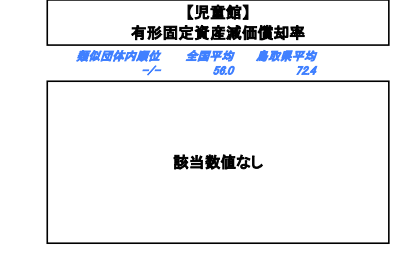 【児童館】
有形固定資産減価償却率
類似団体内順位 全国平均 鳥取県平均
-/- 56.0 72.4
該当数値なし